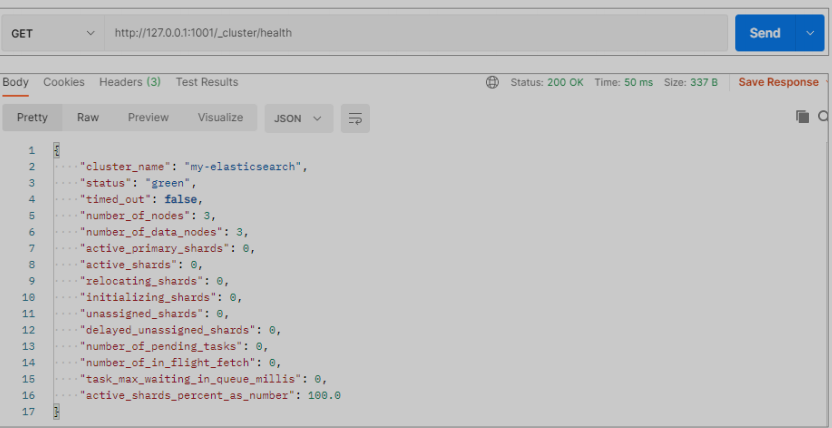 GET http://127.0.0.1:1001/_cluster/health Send
Body Cookies Headers (3) Test Results Status: 200 OK Time: 50 ms Size: 337 B Save Response
Pretty Raw Preview Visualize JSON
1 {
2 "cluster_name": "my-elasticsearch",
3 "status": "green",
4 "timed_out": false,
5 "number_of_nodes": 3,
6 "number_of_data_nodes": 3,
7 "active_primary_shards": 0,
8 "active_shards": 0,
9 "relocating_shards": 0,
10 "initializing_shards": 0,
11 "unassigned_shards": 0,
12 "delayed_unassigned_shards": 0,
13 "number_of_pending_tasks": 0,
14 "number_of_in_flight_fetch": 0,
15 "task_max_waiting_in_queue_millis": 0,
16 "active_shards_percent_as_number": 100.0
17 }